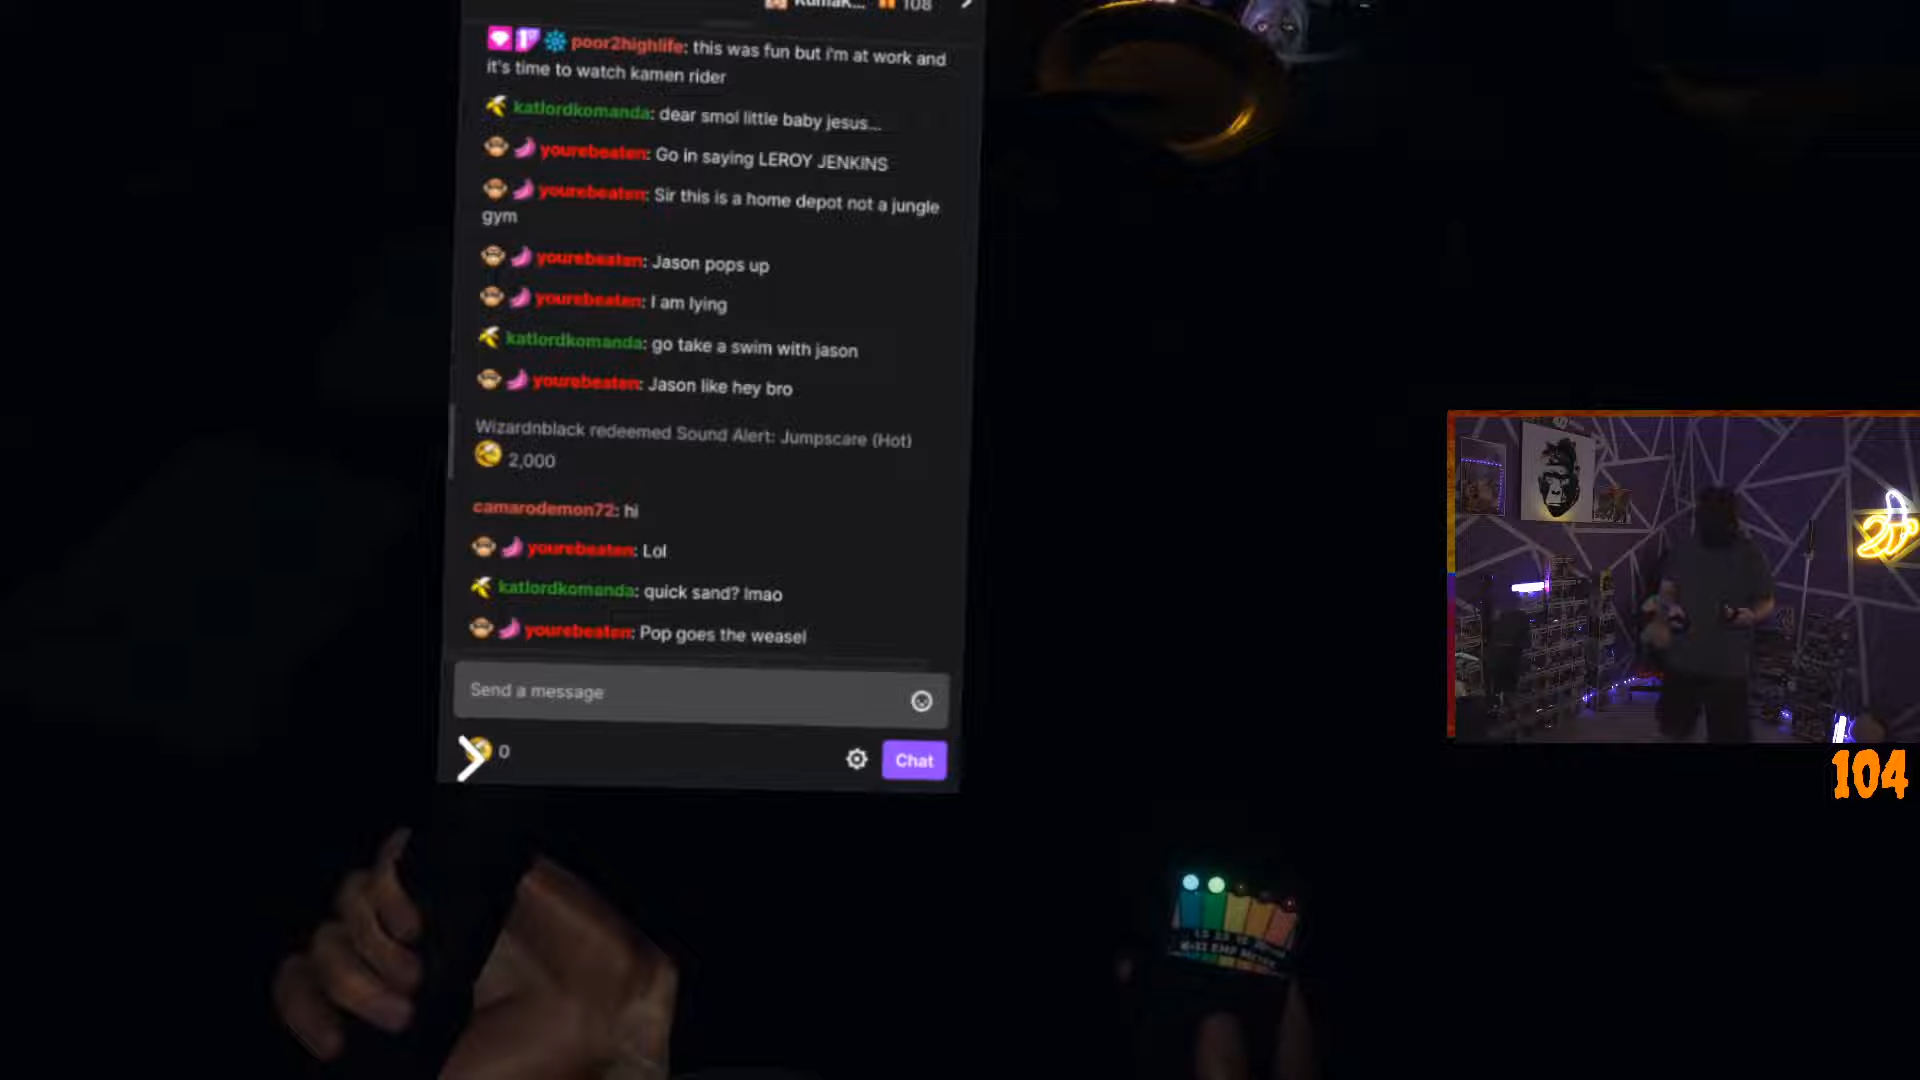 108
poor2highlife: this was fun but i'm at work and
it's time to watch kamen rider
katlordkomanda: dear smol little baby jesus...
yourebeaten: Go in saying LEROY JENKINS
yourebeaten: Sir this is a home depot not a jungle
gym
yourebeaten: Jason pops up
yourebeaten: I am lying
katlordkomanda: go take a swim with jason
yourebeaten: Jason like hey bro
Wizardnblack redeemed Sound Alert: Jumpscare (Hot)
2,000
camarodemon72: hi
yourebeaten: Lol
katlordkomanda: quick sand? lmao
yourebeaten: Pop goes the weasel
Send a message
0
Chat
104
EMF METER